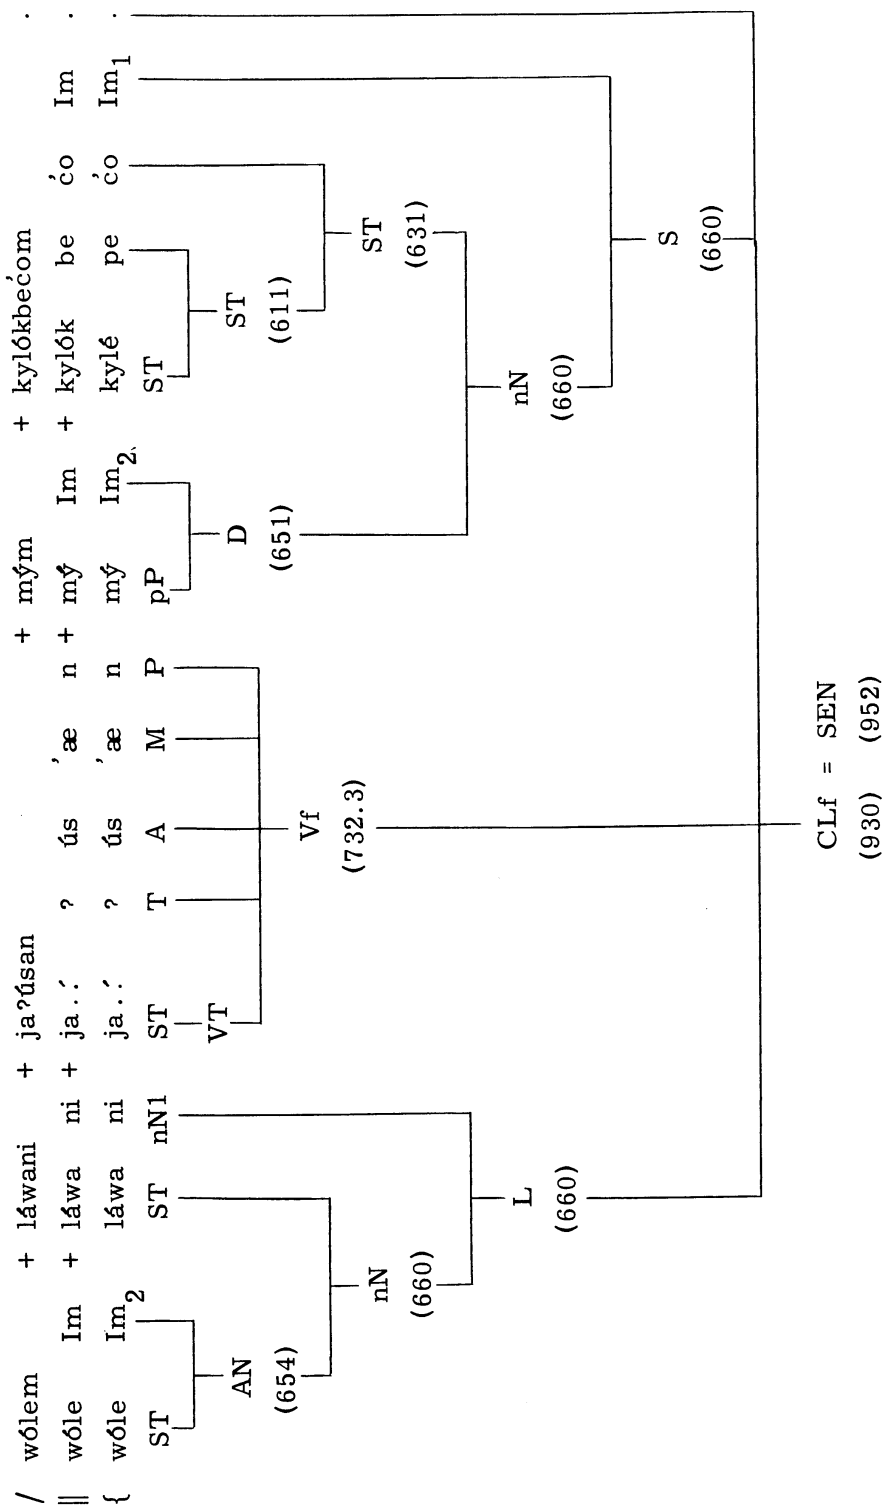 / wólem + láwani + jaʔúsan + mým + kylókbećom .
‖ wóle Im + láwa ni + ja.ˊ ʔ ús ʼæ n + mý Im + kylók be ćo Im .
{ wóle Im2 láwa ni ja.ˊ ʔ ús ʼæ n mý Im2 kylé pe ćo Im1 .
ST ST nN1 ST T A M P pP ST
VT
AN
(654)
D
(651)
ST
(611)
Vf
(732.3)
ST
(631)
nN
(660)
nN
(660)
L
(660)
S
(660)
CLf = SEN
(930) (952)